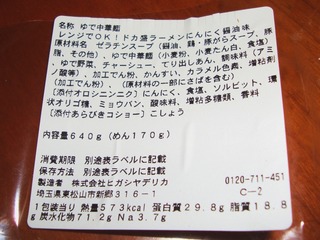 名称 ゆで中華麺
レンジでOK!ドカ盛ラーメンにんにく醤油味
原材料名 ゼラチンスープ(醤油、鶏・豚がらスープ、豚
脂、その他)、ゆで中華麺(小麦粉、小麦たん白、食塩)
、ゆで野菜、チャーシュー、てり出しあん、調味料(アミ
ノ酸等)、加工でん粉、かんすい、カラメル色素、増粘剤
(加工でん粉)、(原材料の一部にさばを含む)
【添付オロシニンニク】にんにく、食塩、ソルビット、環
状オリゴ糖、ミョウバン、酸味料、増粘多糖類、香料
【添付あらびきコショー】こしょう
内容量640g(めん170g)
消費期限 別途表ラベルに記載
保存方法 別途表ラベルに記載
製造者 株式会社ヒガシヤデリカ
埼玉県東松山市新郷316-1
0120-711-451
C-2
1包装当り 熱量573kcal 蛋白質29.8g 脂質18.8
g 炭水化物71.2g Na3.7g